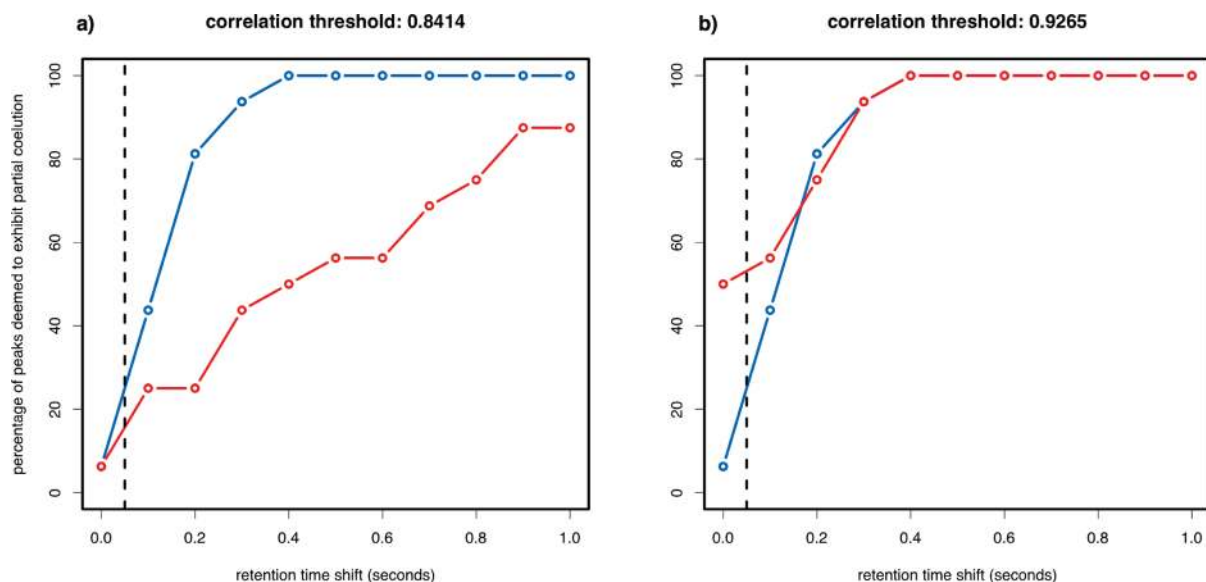 a) correlation threshold: 0.8414
percentage of peaks deemed to exhibit partial coelution
100
80
60
40
20
0
0.0 0.2 0.4 0.6 0.8 1.0
retention time shift (seconds)
b) correlation threshold: 0.9265
100
80
60
40
20
0
0.0 0.2 0.4 0.6 0.8 1.0
retention time shift (seconds)